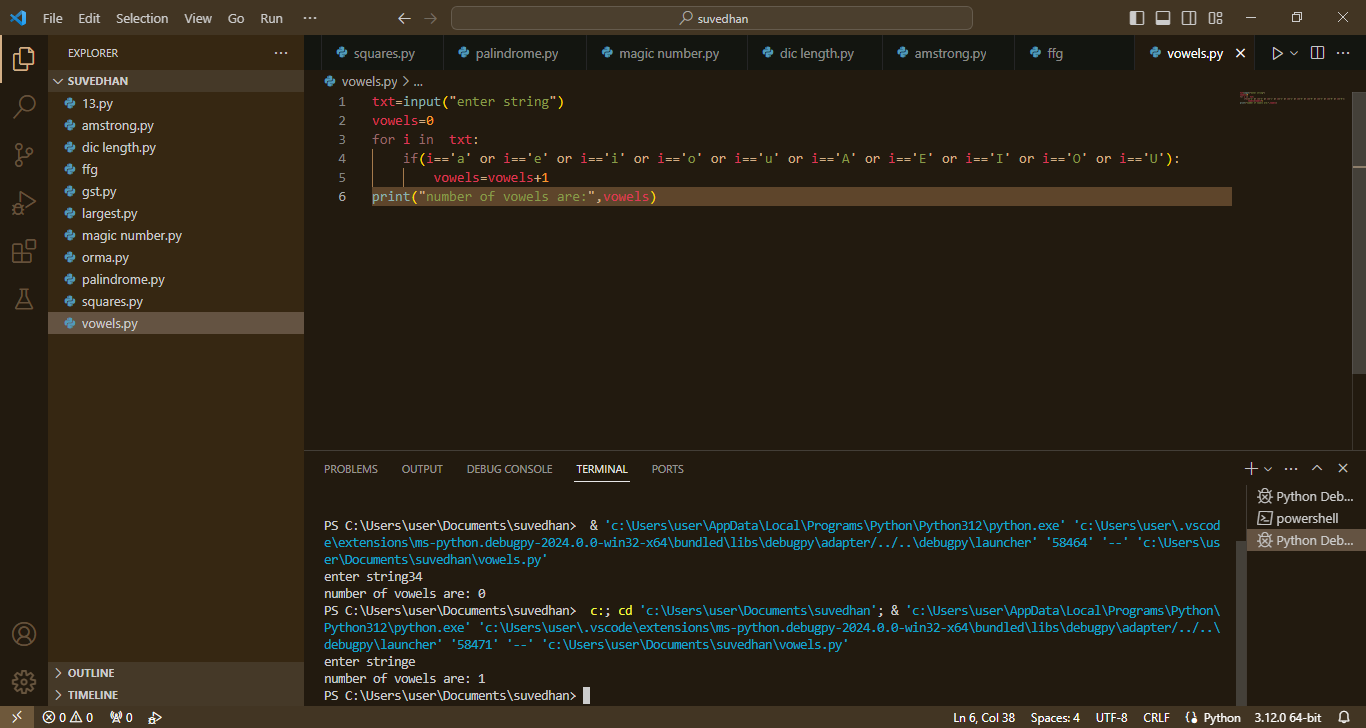 File Edit Selection View Go Run ··· suvedhan
EXPLORER ···
SUVEDHAN
13.py
amstrong.py
dic length.py
ffg
gst.py
largest.py
magic number.py
orma.py
palindrome.py
squares.py
vowels.py
OUTLINE
TIMELINE
squares.py palindrome.py magic number.py dic length.py amstrong.py ffg vowels.py
vowels.py > ...
1 txt=input("enter string")
2 vowels=0
3 for i in  txt:
4     if(i=='a' or i=='e' or i=='i' or i=='o' or i=='u' or i=='A' or i=='E' or i=='I' or i=='O' or i=='U'):
5         vowels=vowels+1
6 print("number of vowels are:",vowels)
PROBLEMS OUTPUT DEBUG CONSOLE TERMINAL PORTS
PS C:\Users\user\Documents\suvedhan>  & 'c:\Users\user\AppData\Local\Programs\Python\Python312\python.exe' 'c:\Users\user\.vscod
e\extensions\ms-python.debugpy-2024.0.0-win32-x64\bundled\libs\debugpy\adapter/../..\debugpy\launcher' '58464' '--' 'c:\Users\us
er\Documents\suvedhan\vowels.py'
enter string34
number of vowels are: 0
PS C:\Users\user\Documents\suvedhan>  c:; cd 'c:\Users\user\Documents\suvedhan'; & 'c:\Users\user\AppData\Local\Programs\Python\
Python312\python.exe' 'c:\Users\user\.vscode\extensions\ms-python.debugpy-2024.0.0-win32-x64\bundled\libs\debugpy\adapter/../..\
debugpy\launcher' '58471' '--' 'c:\Users\user\Documents\suvedhan\vowels.py'
enter stringe
number of vowels are: 1
PS C:\Users\user\Documents\suvedhan>
Python Deb...
powershell
Python Deb...
0 0 0 Ln 6, Col 38 Spaces: 4 UTF-8 CRLF Python 3.12.0 64-bit